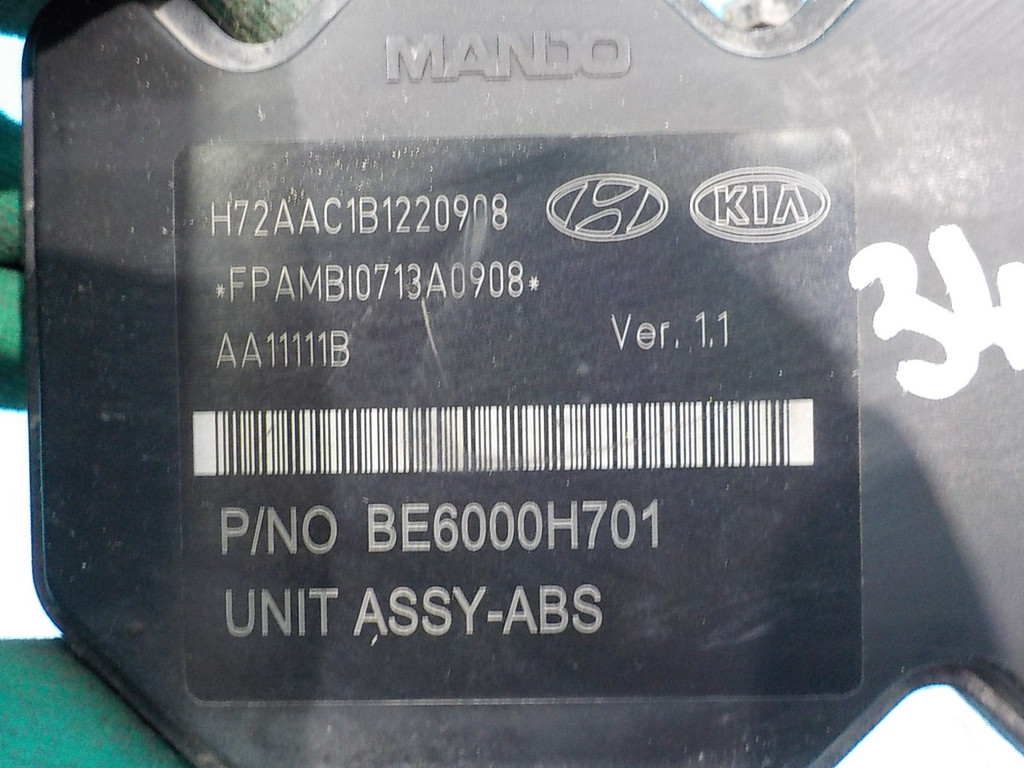 MANDO
H72AAC1B1220908
KIA
*FPAMBI0713A0908*
AA11111B
Ver. 1.1
P/NO BE6000H701
UNIT ASSY-ABS